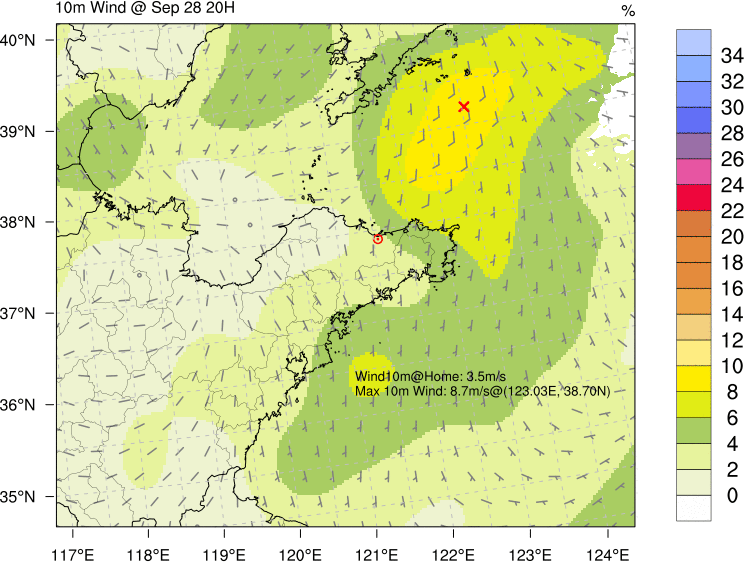 10m Wind @ Sep 28 20H
%
40°N
39°N
38°N
37°N
36°N
35°N
117°E 118°E 119°E 120°E 121°E 122°E 123°E 124°E
Wind10m@Home: 3.5m/s
Max 10m Wind: 8.7m/s@(123.03E, 38.70N)
34
32
30
28
26
24
22
20
18
16
14
12
10
8
6
4
2
0